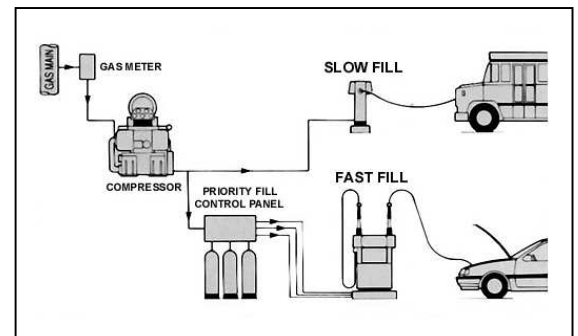 GAS MAIN
GAS METER
SLOW FILL
COMPRESSOR
PRIORITY FILL
CONTROL PANEL
FAST FILL